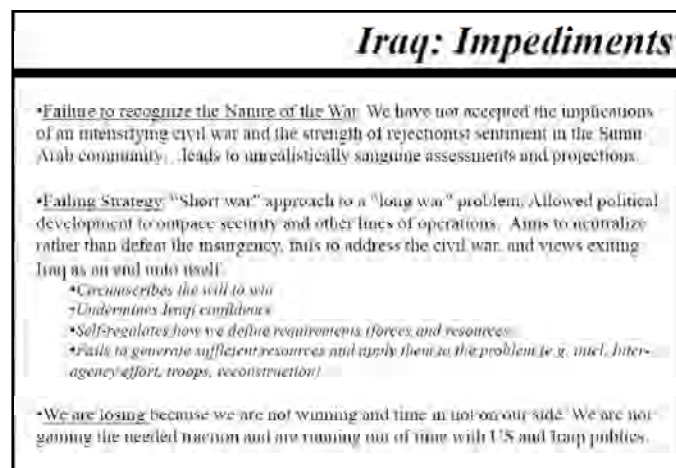 Iraq: Impediments
•Failure to recognize the Nature of the War. We have not accepted the implications
of an intensifying civil war and the strength of rejectionist sentiment in the Sunni
Arab community. leads to unrealistically sanguine assessments and projections.
•Failing Strategy: "Short war" approach to a "long war" problem. Allowed political
development to outpace security and other lines of operations. Aims to neutralize
rather than defeat the insurgency, fails to address the civil war, and views exiting
Iraq as an end unto itself.
•Circumscribes the will to win
•Undermines Iraqi confidence
•Self-regulates how we define requirements (forces and resources
•Fails to generate sufficient resources and apply them to the problem (e.g. intel, Inter-
agency effort, troops, reconstruction)
•We are losing because we are not winning and time in not on our side. We are not
gaining the needed traction and are running out of time with US and Iraqi publics.